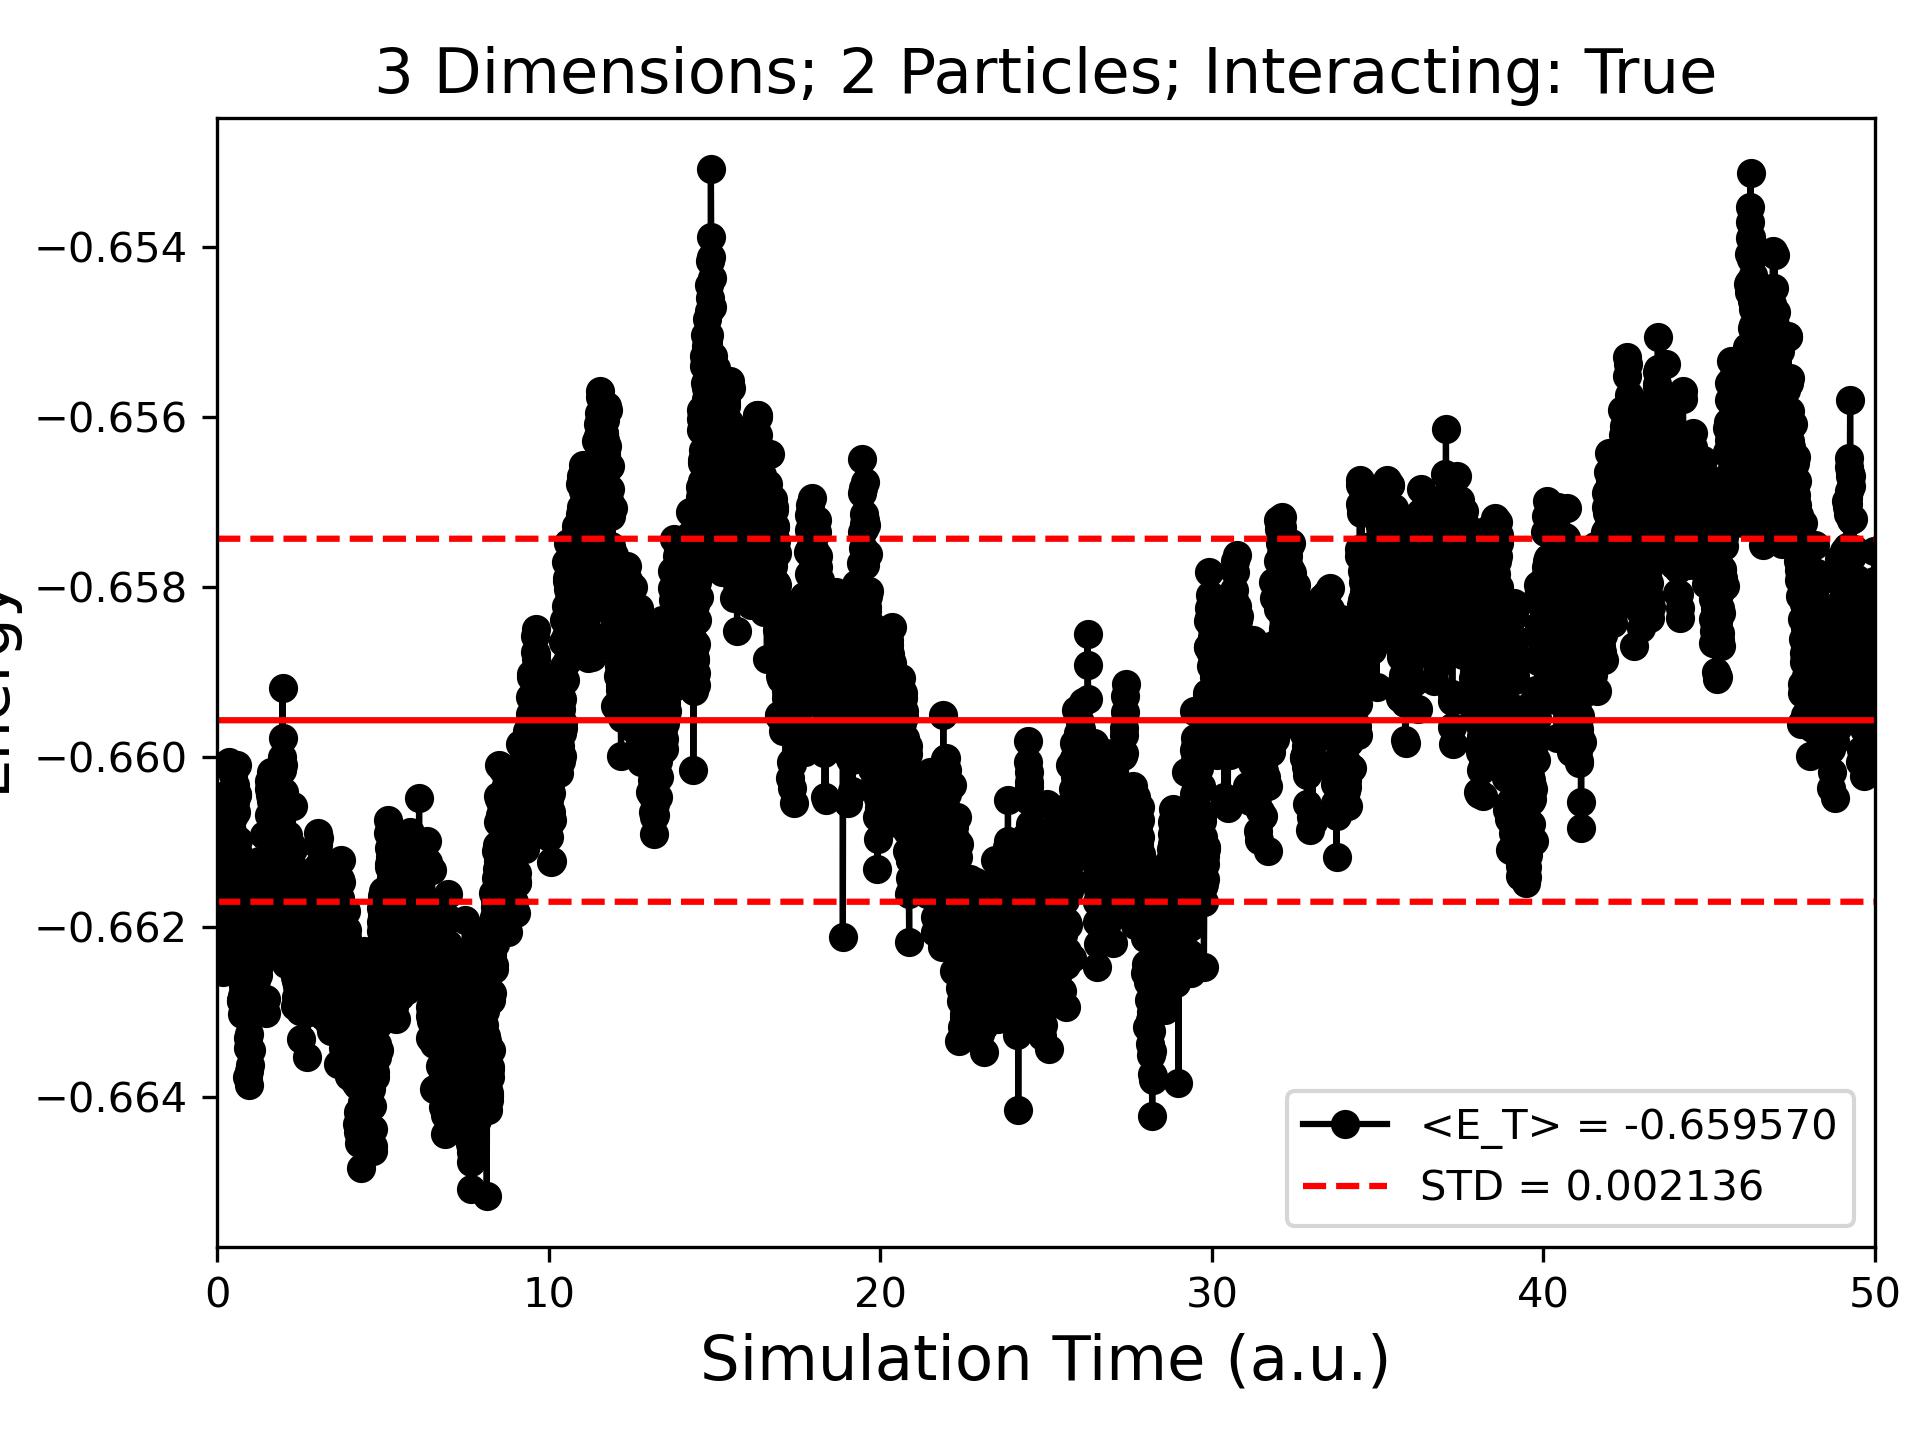 3 Dimensions; 2 Particles; Interacting: True
Energy
−0.654
−0.656
−0.658
−0.660
−0.662
−0.664
<E_T> = -0.659570
STD = 0.002136
0 10 20 30 40 50
Simulation Time (a.u.)